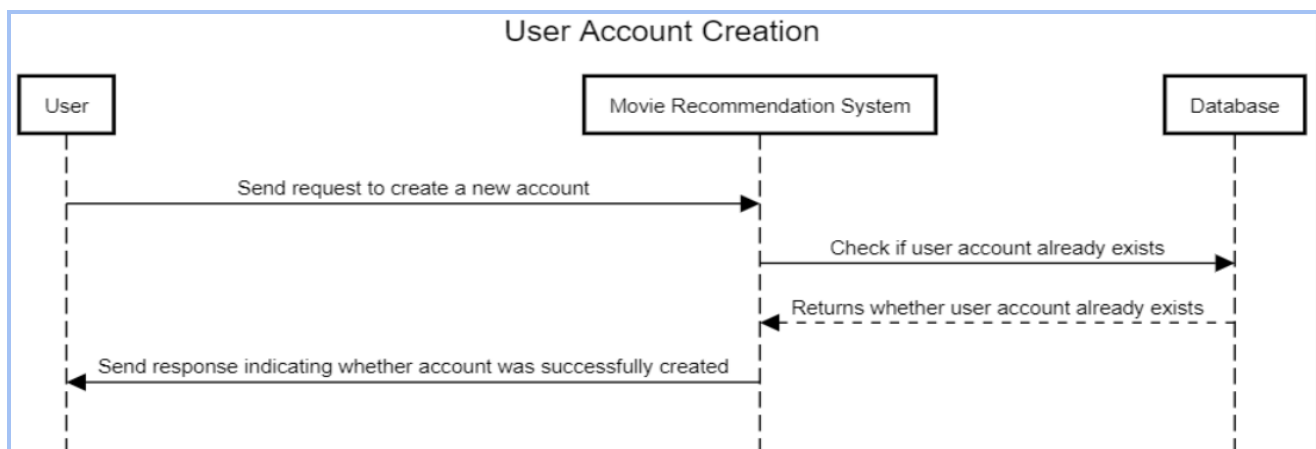 User Account Creation
User
Movie Recommendation System
Database
Send request to create a new account
Check if user account already exists
Returns whether user account already exists
Send response indicating whether account was successfully created